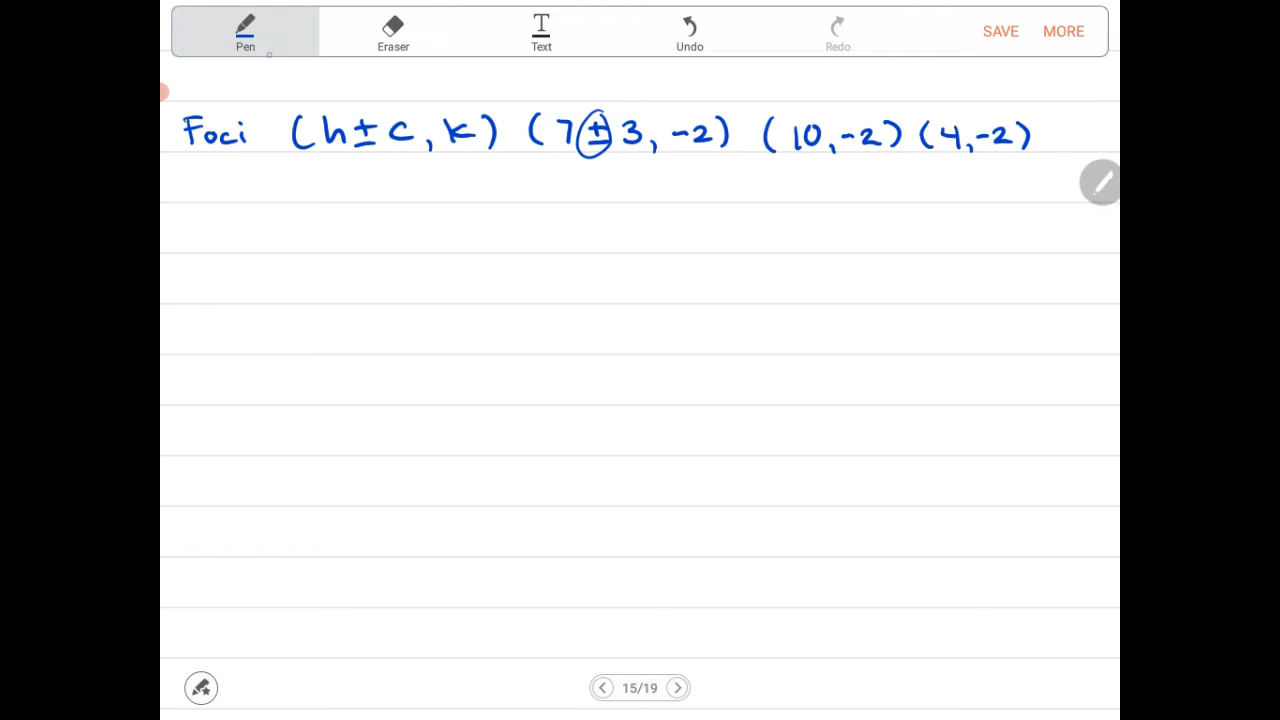 Pen Eraser Text Undo Redo SAVE MORE
Foci (h ± c, k) (7 ± 3, -2) (10, -2) (4, -2)
15/19